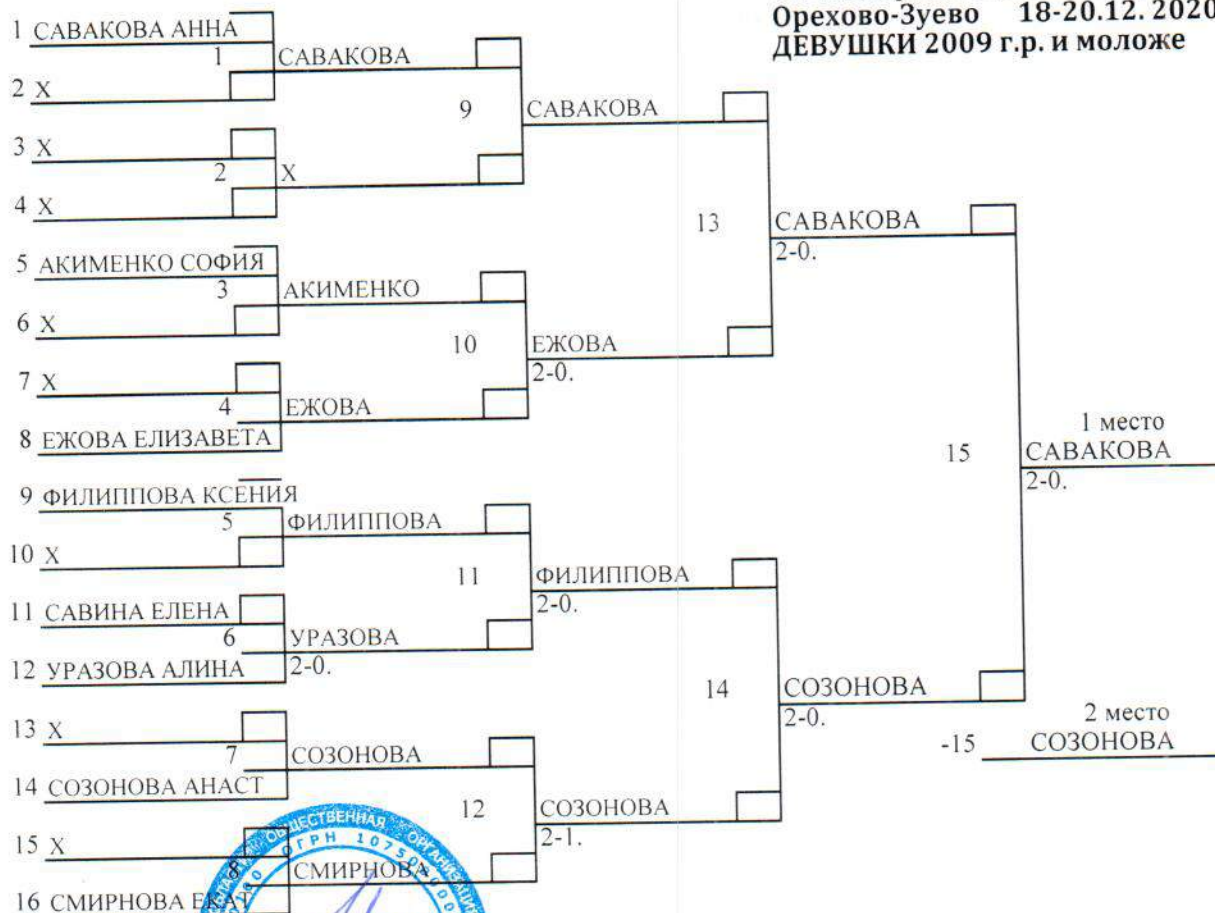 Орехово-Зуево 18-20.12. 2020
ДЕВУШКИ 2009 г.р. и моложе
1 САВАКОВА АННА
1 САВАКОВА
2 X
9 САВАКОВА
3 X
2 X
4 X
13 САВАКОВА
2-0.
5 АКИМЕНКО СОФИЯ
3 АКИМЕНКО
6 X
10 ЕЖОВА
2-0.
7 X
4 ЕЖОВА
8 ЕЖОВА ЕЛИЗАВЕТА
1 место
15 САВАКОВА
2-0.
9 ФИЛИППОВА КСЕНИЯ
5 ФИЛИППОВА
10 X
11 ФИЛИППОВА
2-0.
11 САВИНА ЕЛЕНА
6 УРАЗОВА
2-0.
12 УРАЗОВА АЛИНА
14 СОЗОНОВА
2-0.
2 место
-15 СОЗОНОВА
13 X
7 СОЗОНОВА
14 СОЗОНОВА АНАСТ
12 СОЗОНОВА
2-1.
15 X
8 СМИРНОВА
16 СМИРНОВА ЕКАТ
ОБЩЕСТВЕННАЯ ОРГАНИЗАЦИЯ
ОГРН